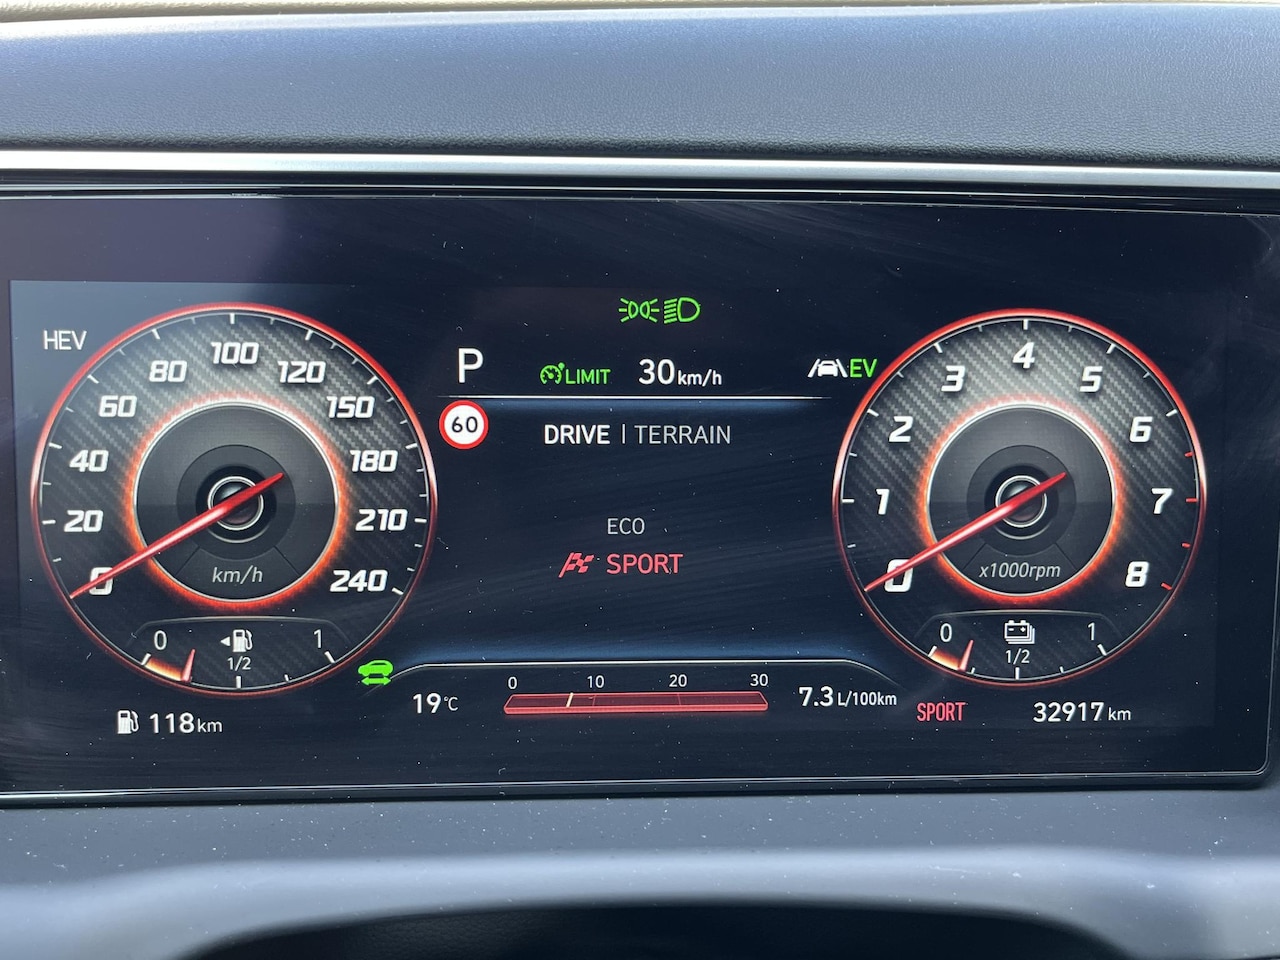 HEV
P
LIMIT 30km/h
EV
60
DRIVE | TERRAIN
ECO
SPORT
0
20
40
60
80
100
120
150
180
210
240
km/h
0 1
1/2
118km
0
1
2
3
4
5
6
7
8
x1000rpm
0 1
1/2
19°C
0 10 20 30
7.3 L/100km
SPORT
32917 km